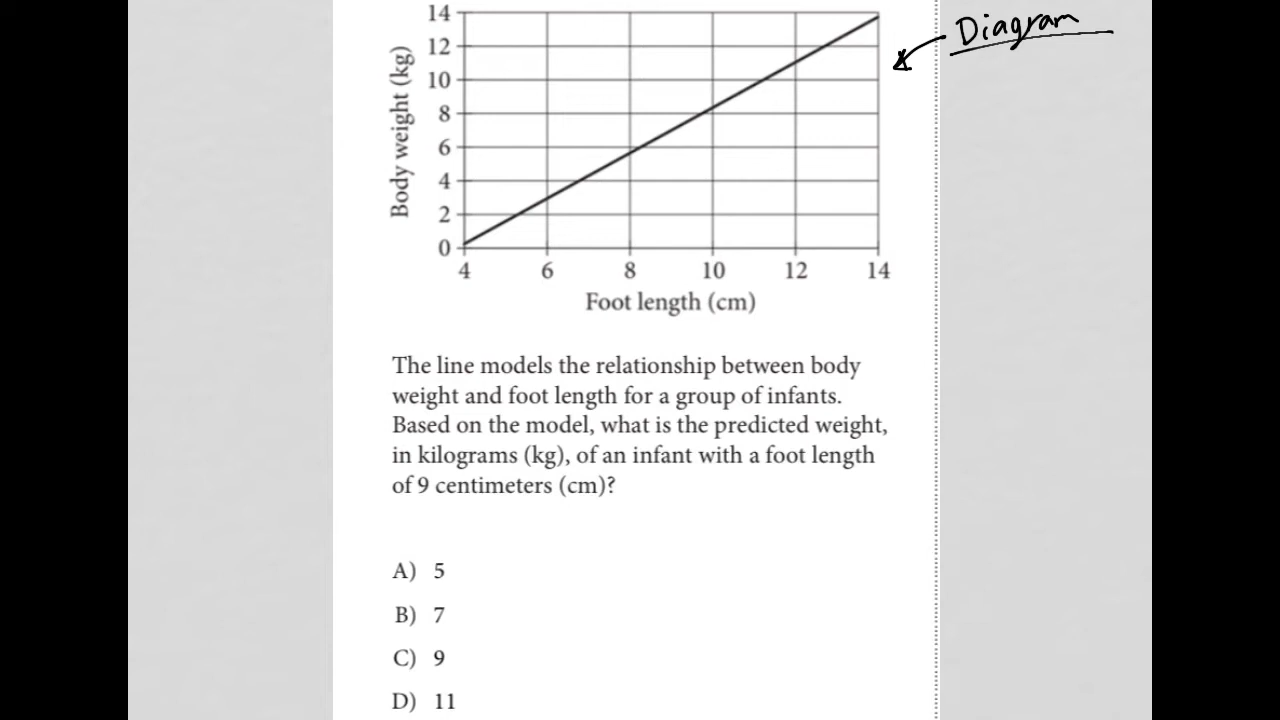 Diagram
14
12
10
8
6
4
2
0
Body weight (kg)
4 6 8 10 12 14
Foot length (cm)
The line models the relationship between body
weight and foot length for a group of infants.
Based on the model, what is the predicted weight,
in kilograms (kg), of an infant with a foot length
of 9 centimeters (cm)?
A) 5
B) 7
C) 9
D) 11